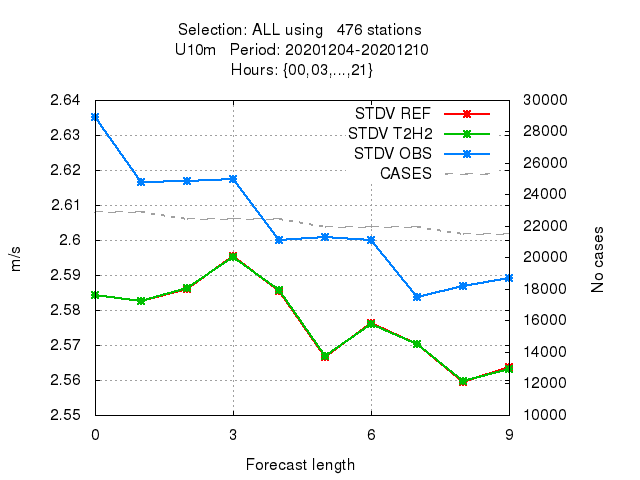 Selection: ALL using   476 stations
U10m   Period: 20201204-20201210
Hours: {00,03,...,21}
STDV REF
STDV T2H2
STDV OBS
CASES
2.64
2.63
2.62
2.61
2.6
2.59
2.58
2.57
2.56
2.55
m/s
30000
28000
26000
24000
22000
20000
18000
16000
14000
12000
10000
No cases
0 3 6 9
Forecast length